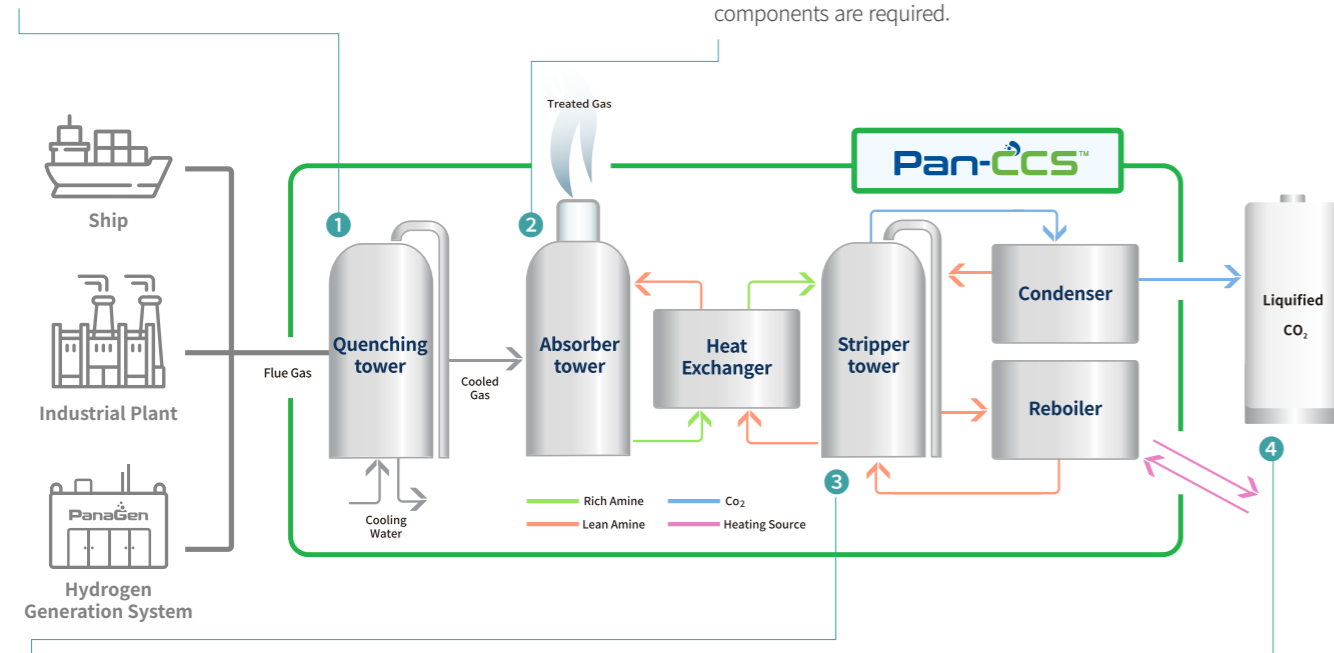 components are required.
Treated Gas
Pan-CCS™
Ship
1
2
Industrial Plant
Flue Gas
Quenching
tower
Cooled
Gas
Absorber
tower
Heat
Exchanger
Stripper
tower
Condenser
Reboiler
Liquified
CO₂
PanaGen
Hydrogen
Generation System
Cooling
Water
Rich Amine
Co₂
Lean Amine
Heating Source
3
4